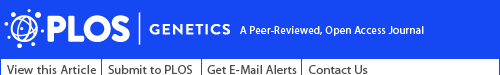 PLOS | GENETICS A Peer-Reviewed, Open Access Journal
View this Article | Submit to PLOS | Get E-Mail Alerts | Contact Us